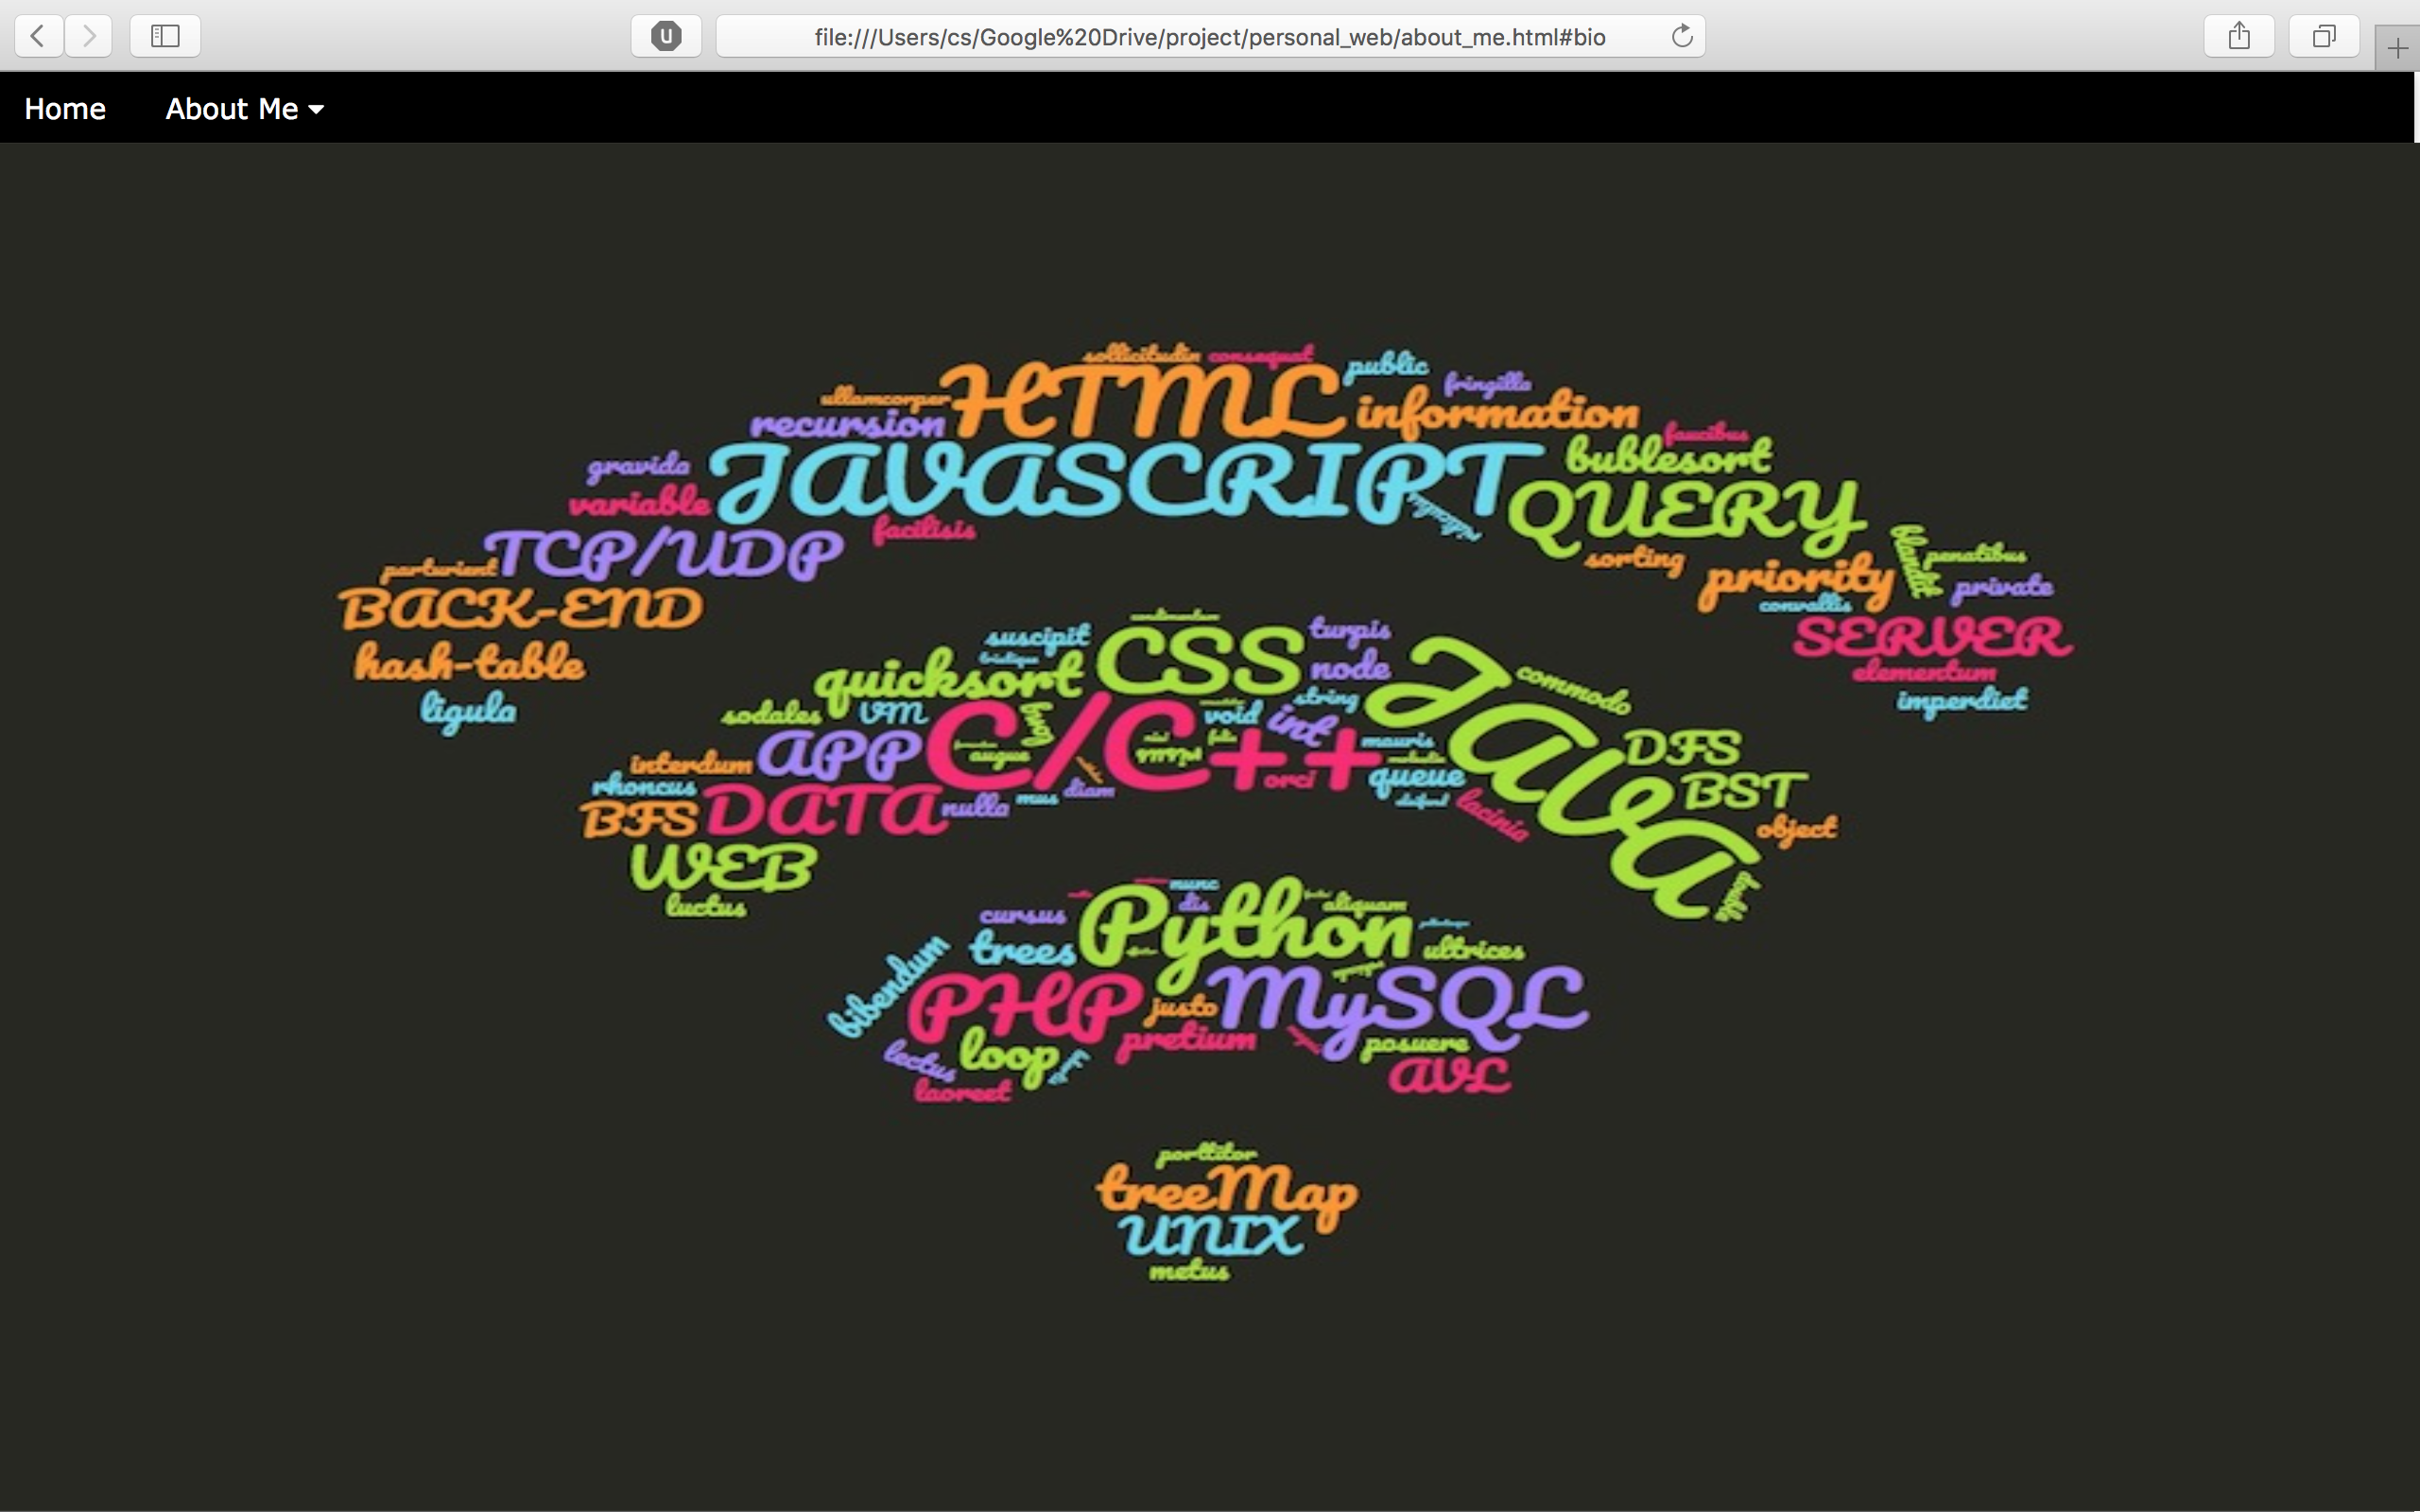 file:///Users/cs/Google%20Drive/project/personal_web/about_me.html#bio
Home About Me
sollicitudin consequat public
ullamcorper HTML fringilla
recursion information
faucibus
gravida JAVASCRIPT bublesort
variable QUERY
facilisis
TCP/UDP sorting blandit penatibus
parturient priority private
BACK-END convallis
SERVER
hash-table elementum
ligula imperdiet
condimentum
suscipit CSS turpis
tristique node
quicksort JAVA commodo
string
sodales VM long void int
APP C/C++ mauris DFS
interdum augue
rhoncus diam orci queue BST
BFS DATA nulla mus eleifend lacinia object
WEB double
luctus
nunc
cursus dis aliquam
trees Python ultrices
bibendum
PHP justo MySQL
pretium posuere
lectus loop
laoreet AVL
porttitor
treeMap
UNIX
metus